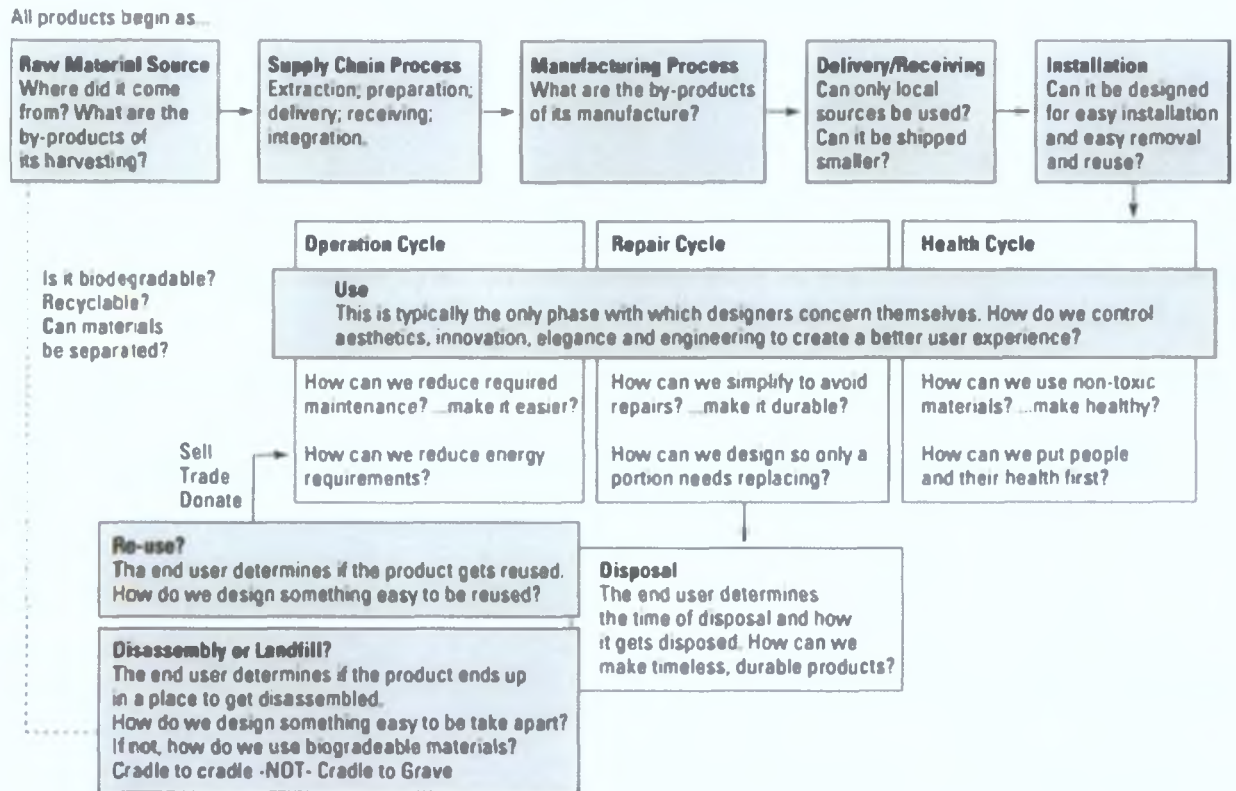 All products begin as...
Raw Material Source
Where did it come
from? What are the
by-products of
its harvesting?
Supply Chain Process
Extraction; preparation;
delivery; receiving;
integration.
Manufacturing Process
What are the by-products
of its manufacture?
Delivery/Receiving
Can only local
sources be used?
Can it be shipped
smaller?
Installation
Can it be designed
for easy installation
and easy removal
and reuse?
Operation Cycle
Repair Cycle
Health Cycle
Is it biodegradable?
Recyclable?
Can materials
be separated?
Use
This is typically the only phase with which designers concern themselves. How do we control
aesthetics, innovation, elegance and engineering to create a better user experience?
How can we reduce required
maintenance? ...make it easier?
How can we reduce energy
requirements?
How can we simplify to avoid
repairs? ...make it durable?
How can we design so only a
portion needs replacing?
How can we use non-toxic
materials? ...make healthy?
How can we put people
and their health first?
Sell
Trade
Donate
Re-use?
Tha end user determines if the product gets reused.
How do we design something easy to be reused?
Disposal
The end user determines
the time of disposal and how
it gets disposed. How can we
make timeless, durable products?
Disassembly or Landfill?
The end user determines if the product ends up
in a place to get disassembled.
How do we design something easy to be take apart?
If not, how do we use biogradeable materials?
Cradle to cradle -NOT- Cradle to Grave